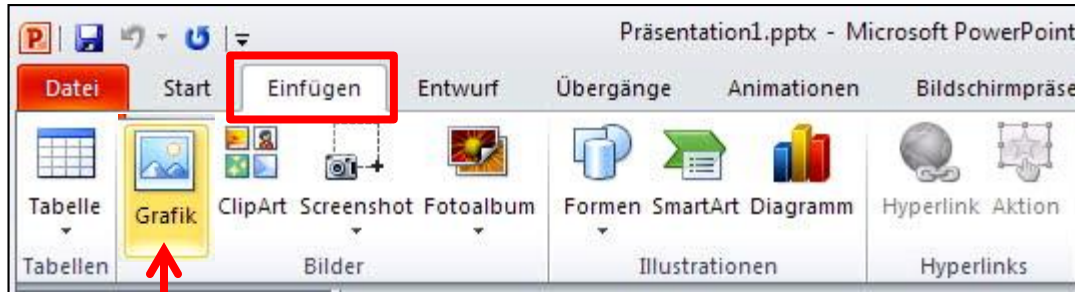 Präsentation1.pptx - Microsoft PowerPoint
Datei Start Einfügen Entwurf Übergänge Animationen Bildschirmpräse
Tabelle Grafik ClipArt Screenshot Fotoalbum Formen SmartArt Diagramm Hyperlink Aktion
Tabellen Bilder Illustrationen Hyperlinks